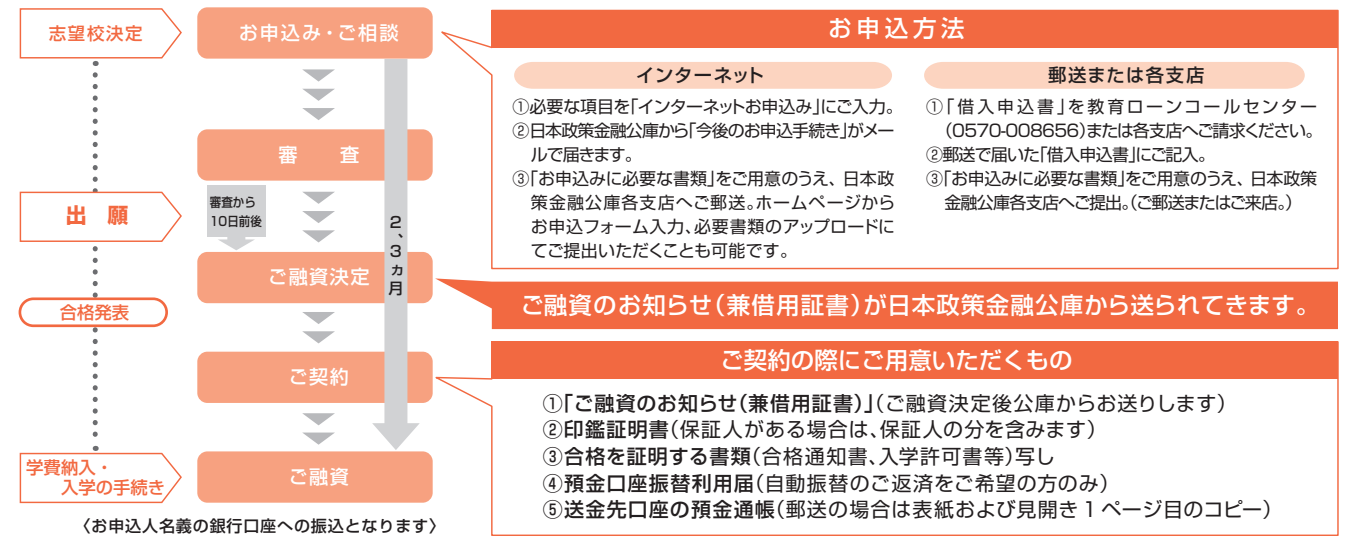 志望校決定
出　願
合格発表
学費納入・
入学の手続き
お申込み・ご相談
審　　査
審査から
10日前後
ご融資決定
ご契約
ご融資
2、3ヵ月
〈お申込人名義の銀行口座への振込となります〉
お申込方法
インターネット
①必要な項目を「インターネットお申込み」にご入力。
②日本政策金融公庫から「今後のお申込手続き」がメー
ルで届きます。
③「お申込みに必要な書類」をご用意のうえ、日本政
策金融公庫各支店へご郵送。ホームページから
お申込フォーム入力、必要書類のアップロードに
てご提出いただくことも可能です。
郵送または各支店
①「借入申込書」を教育ローンコールセンター
(0570-008656)または各支店へご請求ください。
②郵送で届いた「借入申込書」にご記入。
③「お申込みに必要な書類」をご用意のうえ、日本政策
金融公庫各支店へご提出。(ご郵送またはご来店。)
ご融資のお知らせ(兼借用証書)が日本政策金融公庫から送られてきます。
ご契約の際にご用意いただくもの
①「ご融資のお知らせ(兼借用証書)」(ご融資決定後公庫からお送りします)
②印鑑証明書(保証人がある場合は、保証人の分を含みます)
③合格を証明する書類(合格通知書、入学許可書等)写し
④預金口座振替利用届(自動振替のご返済をご希望の方のみ)
⑤送金先口座の預金通帳(郵送の場合は表紙および見開き1ページ目のコピー)